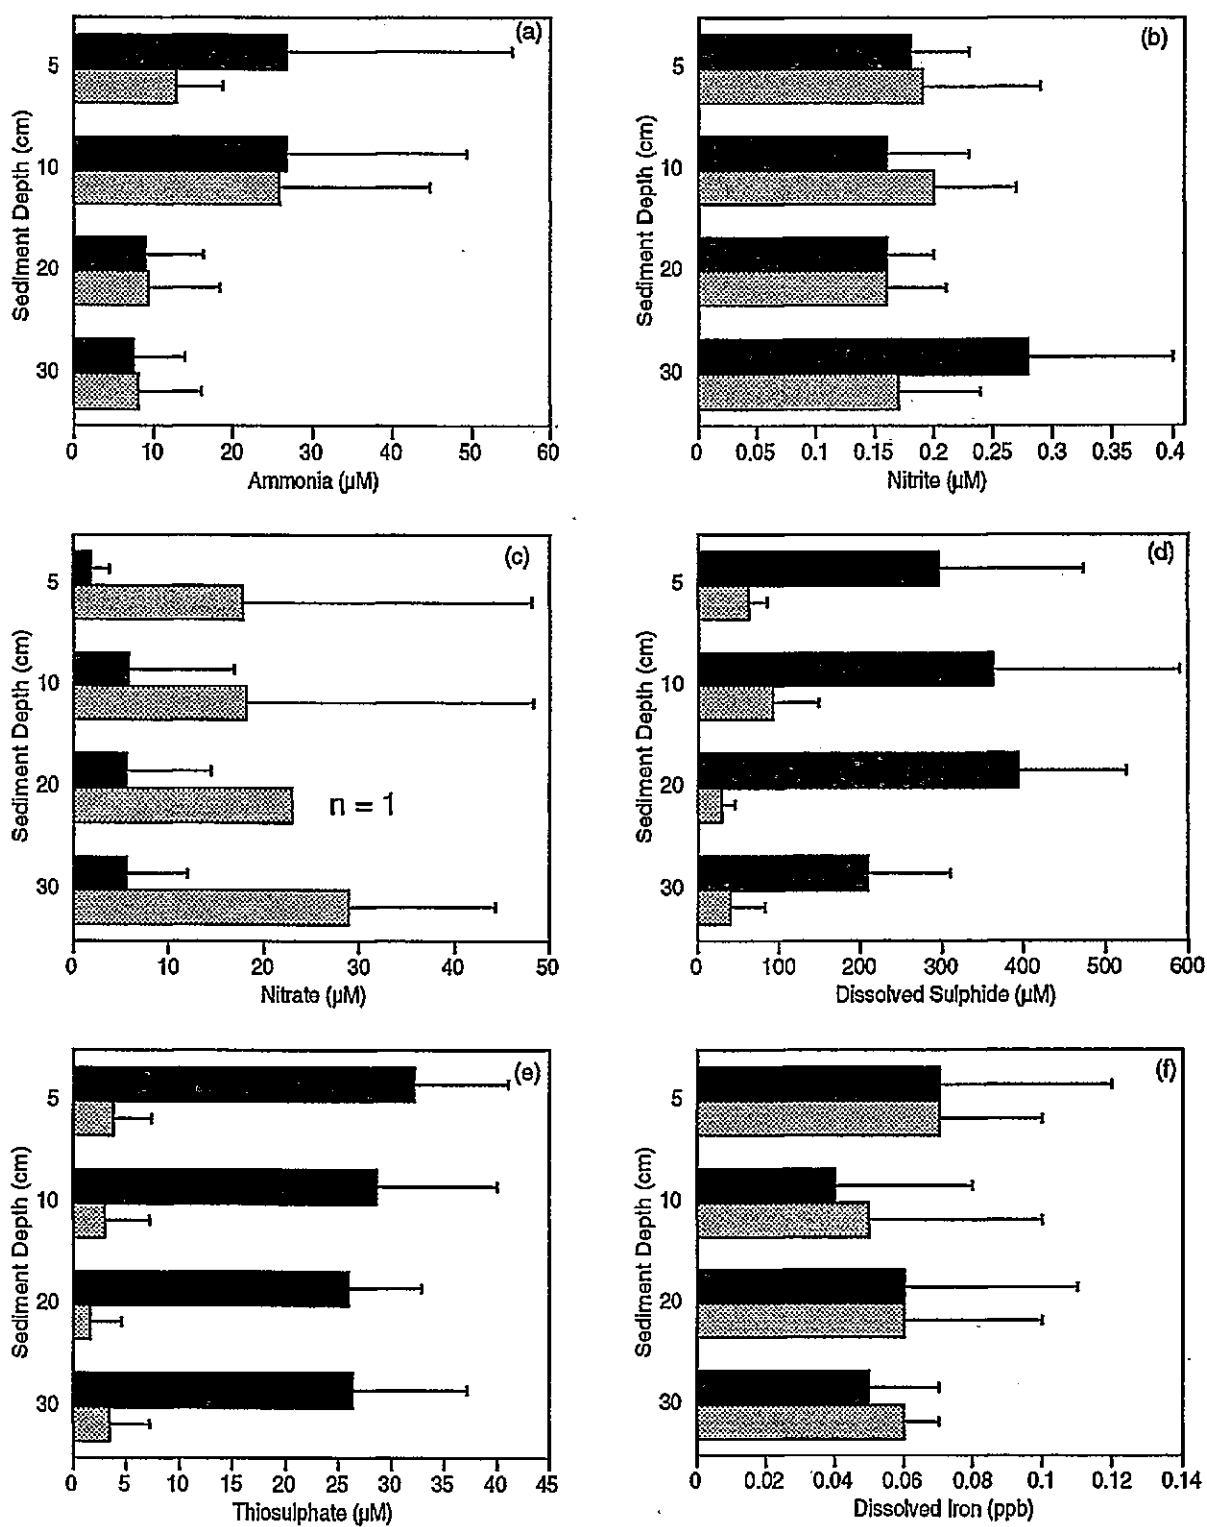 (a)
Sediment Depth (cm)
5
10
20
30
0 10 20 30 40 50 60
Ammonia (µM)
(b)
Sediment Depth (cm)
5
10
20
30
0 0.05 0.1 0.15 0.2 0.25 0.3 0.35 0.4
Nitrite (µM)
(c)
Sediment Depth (cm)
5
10
20
n = 1
30
0 10 20 30 40 50
Nitrate (µM)
(d)
Sediment Depth (cm)
5
10
20
30
0 100 200 300 400 500 600
Dissolved Sulphide (µM)
(e)
Sediment Depth (cm)
5
10
20
30
0 5 10 15 20 25 30 35 40 45
Thiosulphate (µM)
(f)
Sediment Depth (cm)
5
10
20
30
0 0.02 0.04 0.06 0.08 0.1 0.12 0.14
Dissolved Iron (ppb)